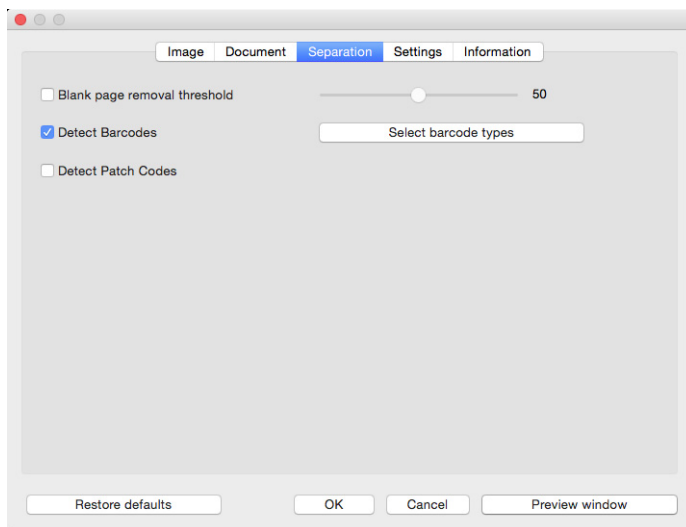 Image Document Separation Settings Information
Blank page removal threshold 50
Detect Barcodes Select barcode types
Detect Patch Codes
Restore defaults OK Cancel Preview window